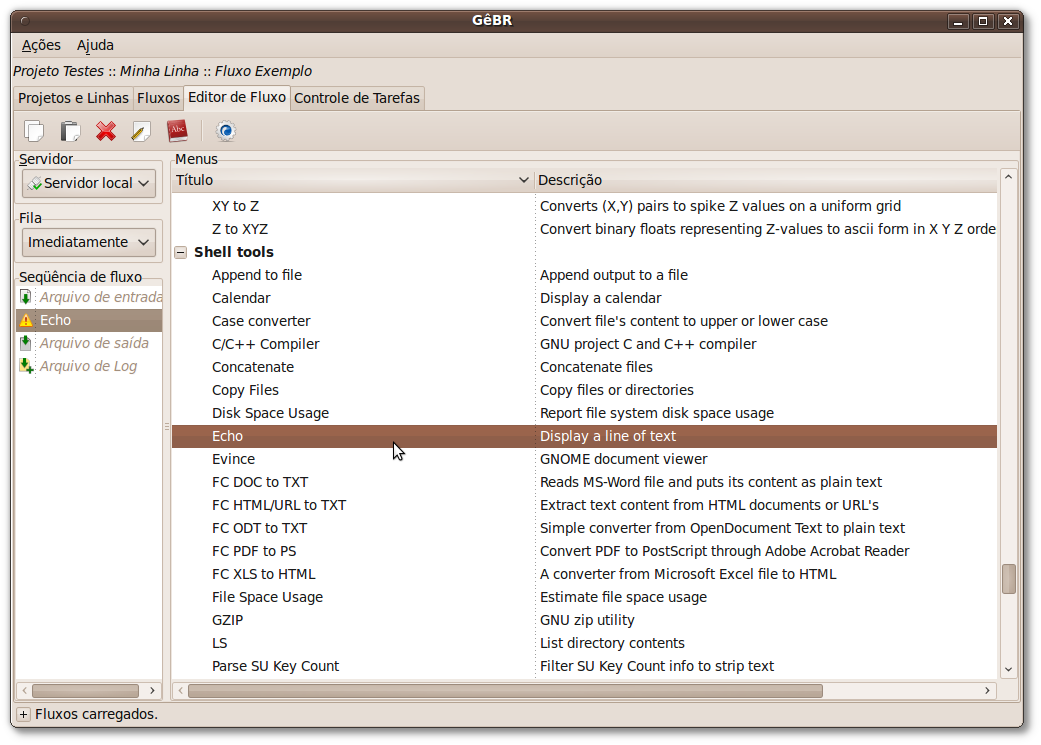 GêBR
Ações Ajuda
Projeto Testes :: Minha Linha :: Fluxo Exemplo
Projetos e Linhas Fluxos Editor de Fluxo Controle de Tarefas
Abc
Servidor
Servidor local
Fila
Imediatamente
Seqüência de fluxo
Arquivo de entrada
Echo
Arquivo de saída
Arquivo de Log
Menus
Título Descrição
XY to Z Converts (X,Y) pairs to spike Z values on a uniform grid
Z to XYZ Convert binary floats representing Z-values to ascii form in X Y Z orde
Shell tools
Append to file Append output to a file
Calendar Display a calendar
Case converter Convert file's content to upper or lower case
C/C++ Compiler GNU project C and C++ compiler
Concatenate Concatenate files
Copy Files Copy files or directories
Disk Space Usage Report file system disk space usage
Echo Display a line of text
Evince GNOME document viewer
FC DOC to TXT Reads MS-Word file and puts its content as plain text
FC HTML/URL to TXT Extract text content from HTML documents or URL's
FC ODT to TXT Simple converter from OpenDocument Text to plain text
FC PDF to PS Convert PDF to PostScript through Adobe Acrobat Reader
FC XLS to HTML A converter from Microsoft Excel file to HTML
File Space Usage Estimate file space usage
GZIP GNU zip utility
LS List directory contents
Parse SU Key Count Filter SU Key Count info to strip text
Fluxos carregados.